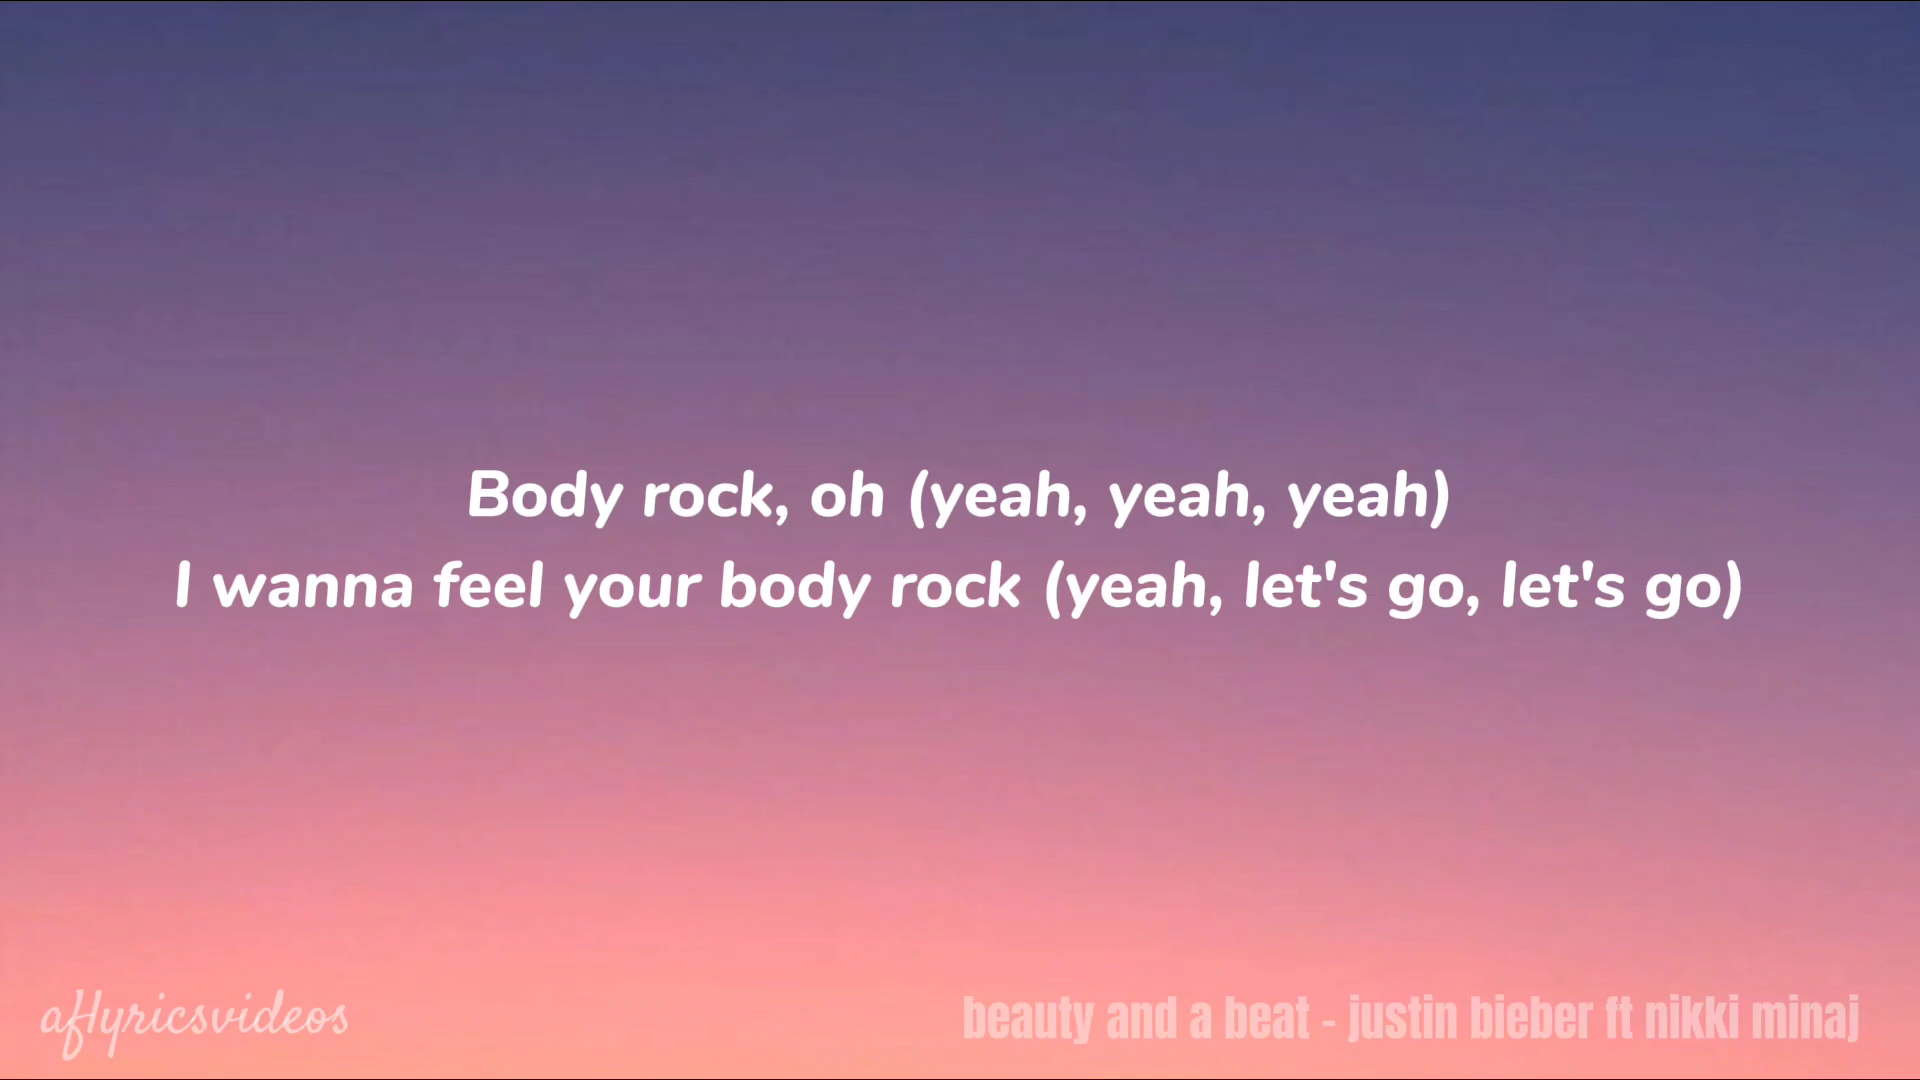 Body rock, oh (yeah, yeah, yeah)
I wanna feel your body rock (yeah, let's go, let's go)
aflyricsvideos
beauty and a beat - justin bieber ft nikki minaj